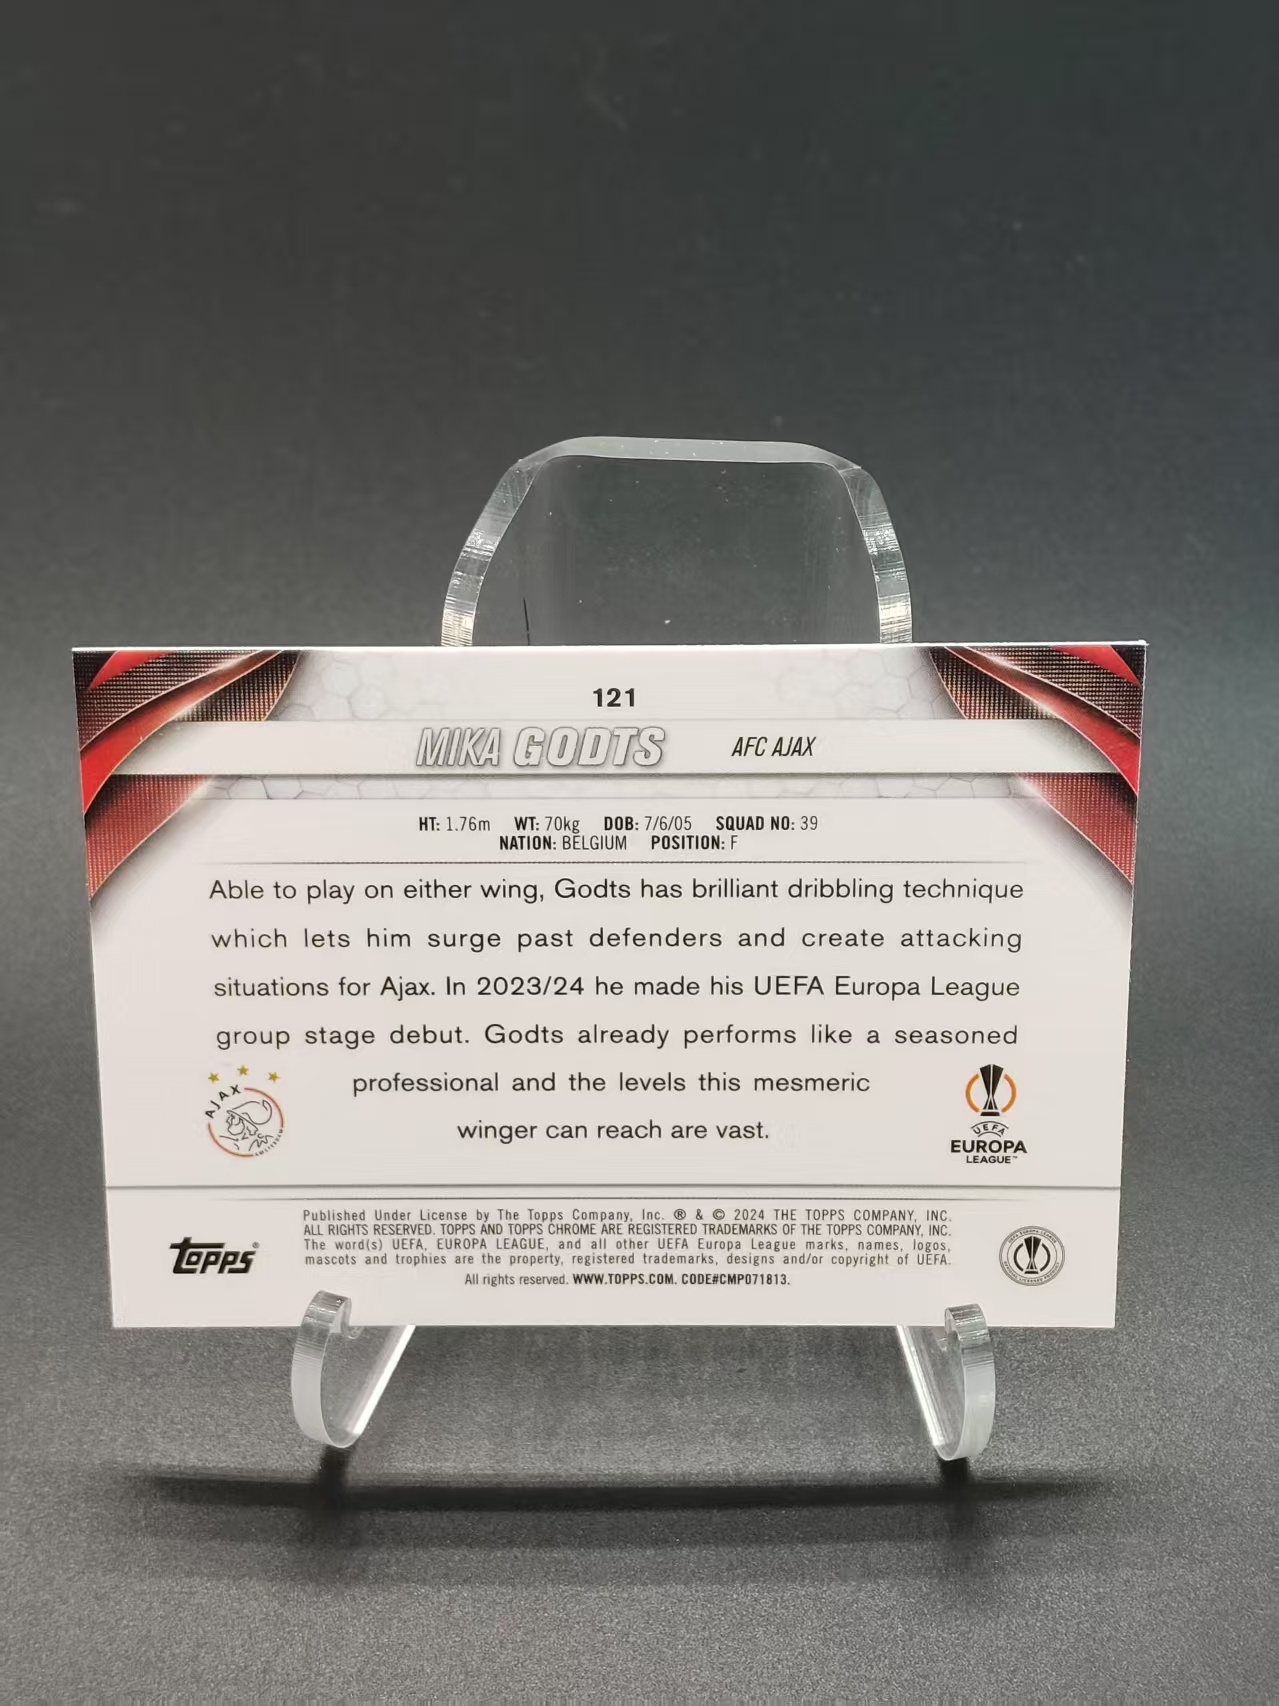 121
MIKA GODTS AFC AJAX
HT: 1.76m WT: 70kg DOB: 7/6/05 SQUAD NO: 39
NATION: BELGIUM POSITION: F
Able to play on either wing, Godts has brilliant dribbling technique
which lets him surge past defenders and create attacking
situations for Ajax. In 2023/24 he made his UEFA Europa League
group stage debut. Godts already performs like a seasoned
professional and the levels this mesmeric
winger can reach are vast.
AJAX
AMSTERDAM
UEFA
EUROPA
LEAGUE™
Published Under License by The Topps Company, Inc. ® & © 2024 THE TOPPS COMPANY, INC.
ALL RIGHTS RESERVED. TOPPS AND TOPPS CHROME ARE REGISTERED TRADEMARKS OF THE TOPPS COMPANY, INC.
The word(s) UEFA, EUROPA LEAGUE, and all other UEFA Europa League marks, names, logos,
mascots and trophies are the property, registered trademarks, designs and/or copyright of UEFA.
All rights reserved. WWW.TOPPS.COM. CODE#CMP071813.
topps®